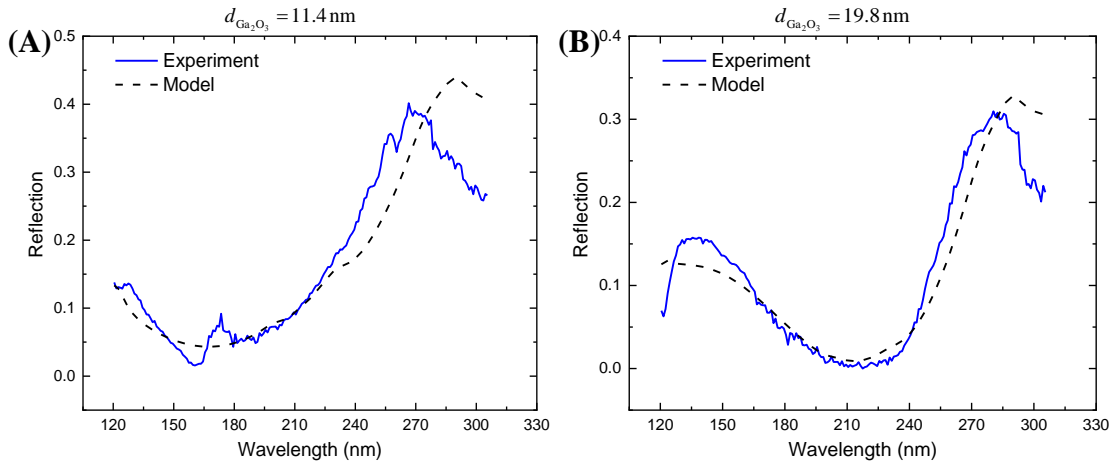 d_Ga₂O₃ = 11.4 nm
(A)
Experiment
Model
0.5
0.4
0.3
0.2
0.1
0.0
Reflection
120 150 180 210 240 270 300 330
Wavelength (nm)
d_Ga₂O₃ = 19.8 nm
(B)
Experiment
Model
0.4
0.3
0.2
0.1
0.0
Reflection
120 150 180 210 240 270 300 330
Wavelength (nm)